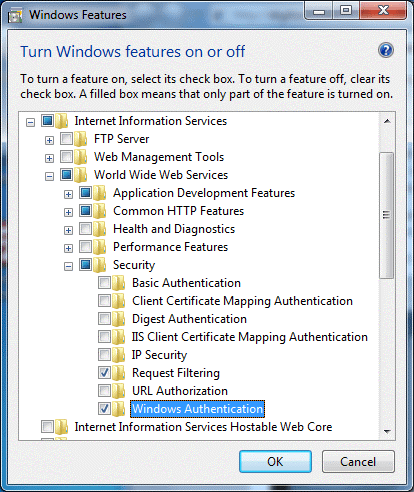 Windows Features
Turn Windows features on or off
To turn a feature on, select its check box. To turn a feature off, clear its
check box. A filled box means that only part of the feature is turned on.
Internet Information Services
FTP Server
Web Management Tools
World Wide Web Services
Application Development Features
Common HTTP Features
Health and Diagnostics
Performance Features
Security
Basic Authentication
Client Certificate Mapping Authentication
Digest Authentication
IIS Client Certificate Mapping Authentication
IP Security
Request Filtering
URL Authorization
Windows Authentication
Internet Information Services Hostable Web Core
OK Cancel